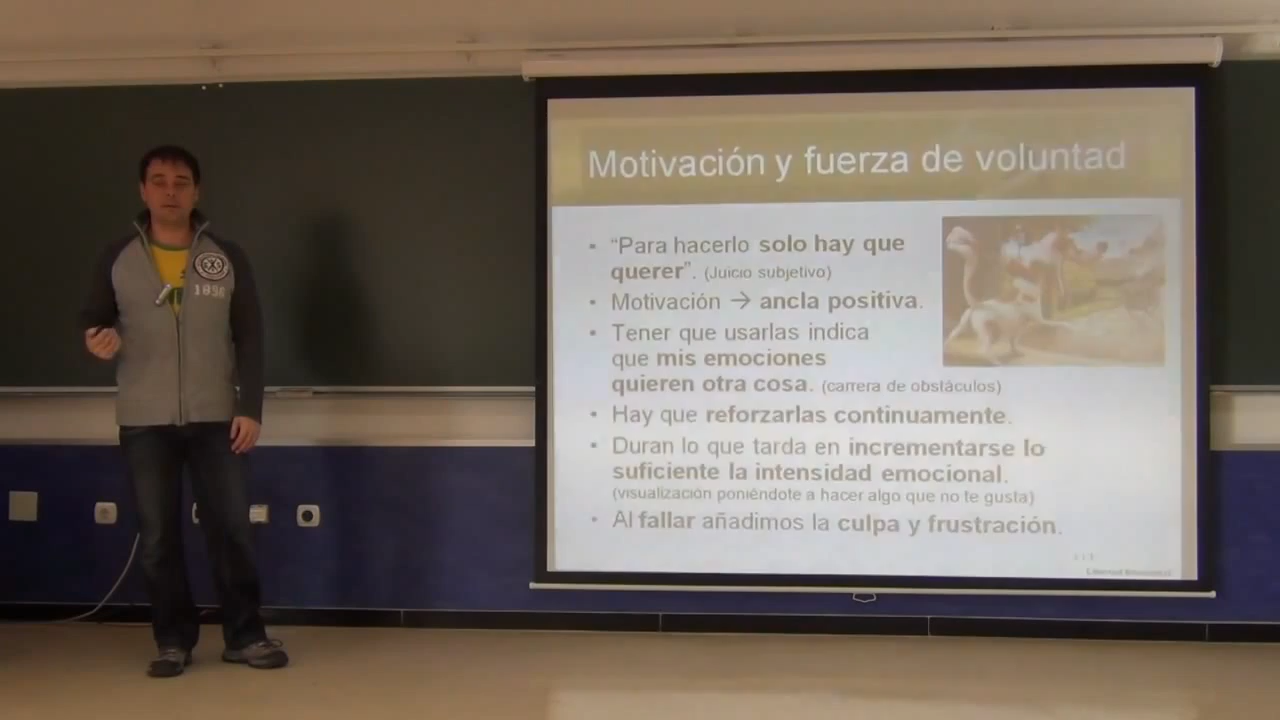 Motivación y fuerza de voluntad
▪ “Para hacerlo solo hay que
querer”. (Juicio subjetivo)
▪ Motivación → ancla positiva.
▪ Tener que usarlas indica
que mis emociones
quieren otra cosa. (carrera de obstáculos)
▪ Hay que reforzarlas continuamente.
▪ Duran lo que tarda en incrementarse lo
suficiente la intensidad emocional.
(visualización poniéndote a hacer algo que no te gusta)
▪ Al fallar añadimos la culpa y frustración.
1896